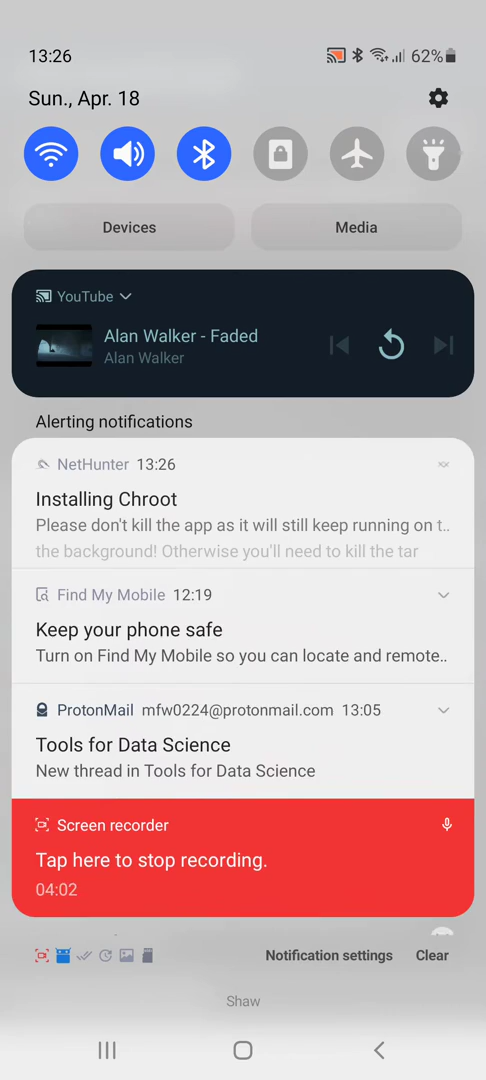 13:26
62%
Sun., Apr. 18
Devices
Media
YouTube
Alan Walker - Faded
Alan Walker
Alerting notifications
NetHunter 13:26
Installing Chroot
Please don't kill the app as it will still keep running on t..
the background! Otherwise you'll need to kill the tar
Find My Mobile 12:19
Keep your phone safe
Turn on Find My Mobile so you can locate and remote..
ProtonMail mfw0224@protonmail.com 13:05
Tools for Data Science
New thread in Tools for Data Science
Screen recorder
Tap here to stop recording.
04:02
Notification settings
Clear
Shaw